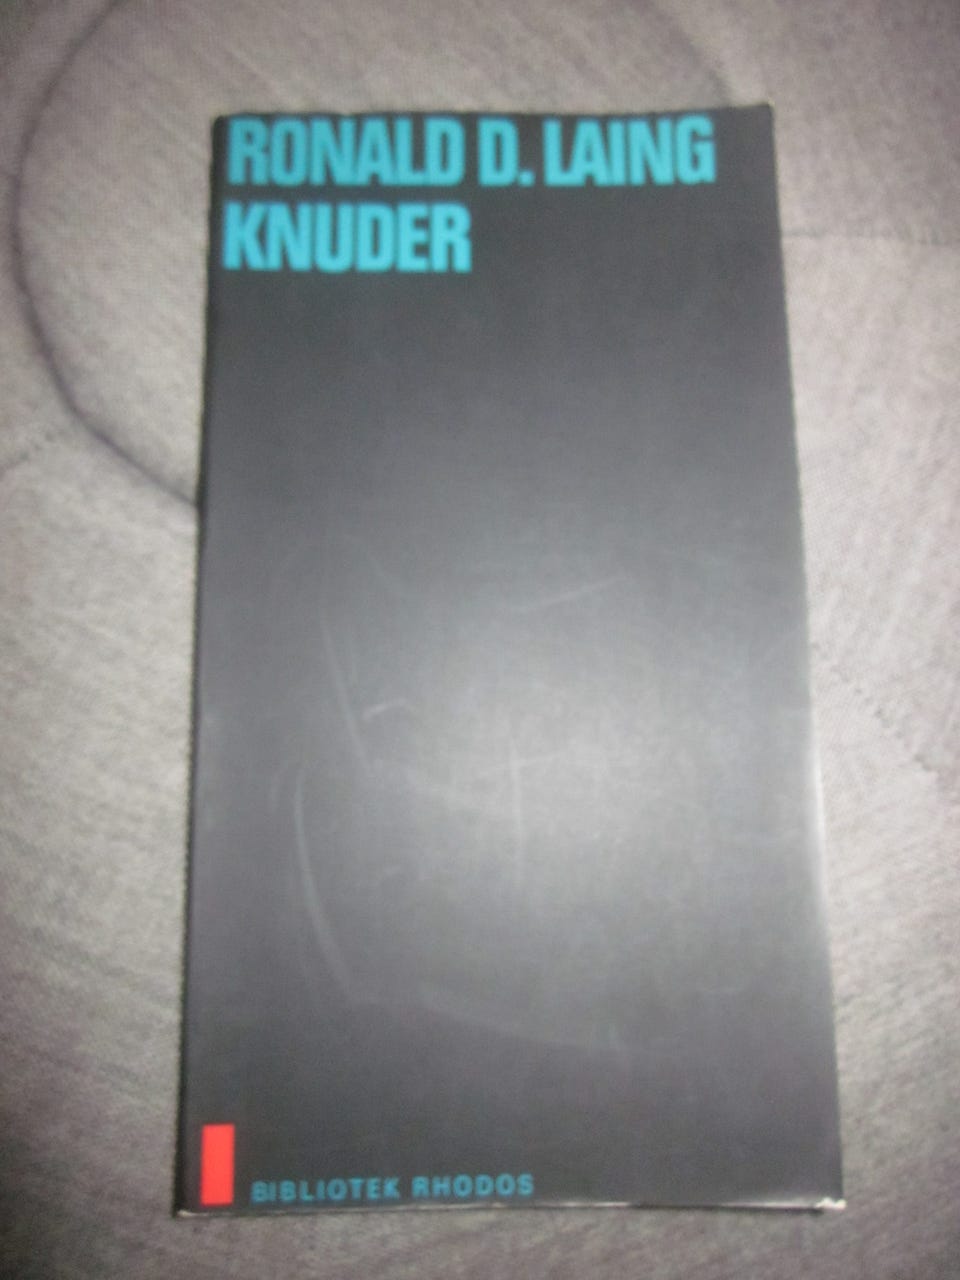 RONALD D. LAING
KNUDER
BIBLIOTEK RHODOS